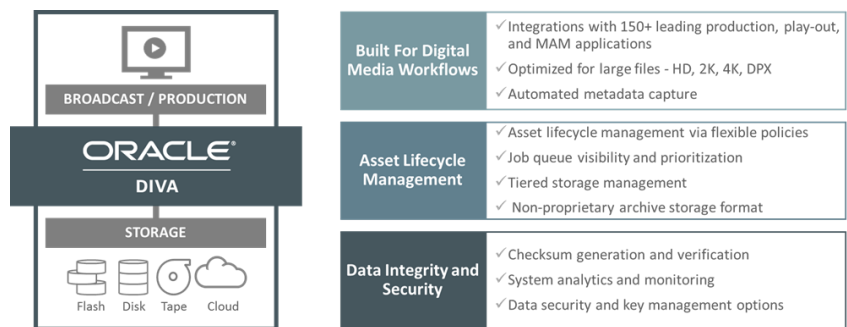 BROADCAST / PRODUCTION
ORACLE®
DIVA
STORAGE
Flash Disk Tape Cloud
Built For Digital
Media Workflows
✓Integrations with 150+ leading production, play-out,
and MAM applications
✓Optimized for large files - HD, 2K, 4K, DPX
✓Automated metadata capture
Asset Lifecycle
Management
✓Asset lifecycle management via flexible policies
✓Job queue visibility and prioritization
✓Tiered storage management
✓ Non-proprietary archive storage format
Data Integrity and
Security
✓Checksum generation and verification
✓System analytics and monitoring
✓Data security and key management options